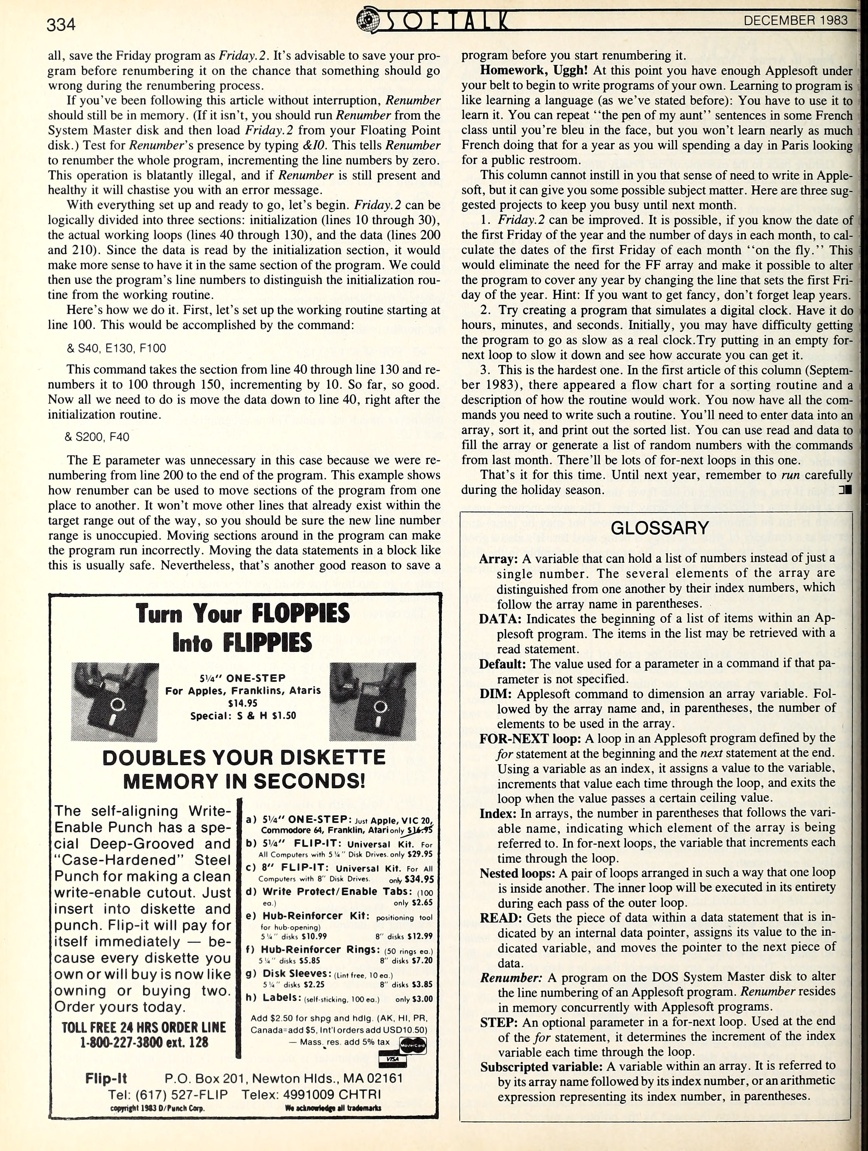 334
SOFTALK
DECEMBER 1983
all, save the Friday program as Friday.2. It's advisable to save your pro-
gram before renumbering it on the chance that something should go
wrong during the renumbering process.
If you've been following this article without interruption, Renumber
should still be in memory. (If it isn't, you should run Renumber from the
System Master disk and then load Friday.2 from your Floating Point
disk.) Test for Renumber's presence by typing &I0. This tells Renumber
to renumber the whole program, incrementing the line numbers by zero.
This operation is blatantly illegal, and if Renumber is still present and
healthy it will chastise you with an error message.
With everything set up and ready to go, let's begin. Friday.2 can be
logically divided into three sections: initialization (lines 10 through 30),
the actual working loops (lines 40 through 130), and the data (lines 200
and 210). Since the data is read by the initialization section, it would
make more sense to have it in the same section of the program. We could
then use the program's line numbers to distinguish the initialization rou-
tine from the working routine.
Here's how we do it. First, let's set up the working routine starting at
line 100. This would be accomplished by the command:
& S40, E130, F100
This command takes the section from line 40 through line 130 and re-
numbers it to 100 through 150, incrementing by 10. So far, so good.
Now all we need to do is move the data down to line 40, right after the
initialization routine.
& S200, F40
The E parameter was unnecessary in this case because we were re-
numbering from line 200 to the end of the program. This example shows
how renumber can be used to move sections of the program from one
place to another. It won't move other lines that already exist within the
target range out of the way, so you should be sure the new line number
range is unoccupied. Moving sections around in the program can make
the program run incorrectly. Moving the data statements in a block like
this is usually safe. Nevertheless, that's another good reason to save a
program before you start renumbering it.
Homework, Uggh! At this point you have enough Applesoft under
your belt to begin to write programs of your own. Learning to program is
like learning a language (as we've stated before): You have to use it to
learn it. You can repeat "the pen of my aunt" sentences in some French
class until you're bleu in the face, but you won't learn nearly as much
French doing that for a year as you will spending a day in Paris looking
for a public restroom.
This column cannot instill in you that sense of need to write in Apple-
soft, but it can give you some possible subject matter. Here are three sug-
gested projects to keep you busy until next month.
1. Friday.2 can be improved. It is possible, if you know the date of
the first Friday of the year and the number of days in each month, to cal-
culate the dates of the first Friday of each month "on the fly." This
would eliminate the need for the FF array and make it possible to alter
the program to cover any year by changing the line that sets the first Fri-
day of the year. Hint: If you want to get fancy, don't forget leap years.
2. Try creating a program that simulates a digital clock. Have it do
hours, minutes, and seconds. Initially, you may have difficulty getting
the program to go as slow as a real clock.Try putting in an empty for-
next loop to slow it down and see how accurate you can get it.
3. This is the hardest one. In the first article of this column (Septem-
ber 1983), there appeared a flow chart for a sorting routine and a
description of how the routine would work. You now have all the com-
mands you need to write such a routine. You'll need to enter data into an
array, sort it, and print out the sorted list. You can use read and data to
fill the array or generate a list of random numbers with the commands
from last month. There'll be lots of for-next loops in this one.
That's it for this time. Until next year, remember to run carefully
during the holiday season.
Turn Your FLOPPIES
Into FLIPPIES
5¼" ONE-STEP
For Apples, Franklins, Ataris
$14.95
Special: S & H $1.50
DOUBLES YOUR DISKETTE
MEMORY IN SECONDS!
The self-aligning Write-
Enable Punch has a spe-
cial Deep-Grooved and
"Case-Hardened" Steel
Punch for making a clean
write-enable cutout. Just
insert into diskette and
punch. Flip-it will pay for
itself immediately — be-
cause every diskette you
own or will buy is now like
owning or buying two.
Order yours today.
TOLL FREE 24 HRS ORDER LINE
1-800-227-3800 ext. 128
a) 5¼" ONE-STEP: Just Apple, VIC 20,
Commodore 64, Franklin, Atari only $16.95
b) 5¼" FLIP-IT: Universal Kit. For
All Computers with 5¼" Disk Drives. only $29.95
c) 8" FLIP-IT: Universal Kit. For All
Computers with 8" Disk Drives. only $34.95
d) Write Protect/Enable Tabs: (100
ea.) only $2.65
e) Hub-Reinforcer Kit: positioning tool
for hub-opening)
5¼" disks $10.99 8" disks $12.99
f) Hub-Reinforcer Rings: (50 rings ea.)
5¼" disks $5.85 8" disks $7.20
g) Disk Sleeves: (Lint free, 10 ea.)
5¼" disks $2.25 8" disks $3.85
h) Labels: (self-sticking, 100 ea.) only $3.00
Add $2.50 for shpg and hdlg. (AK, HI, PR,
Canada=add $5, Int'l orders add USD10.50)
— Mass. res. add 5% tax
MasterCard
VISA
Flip-It P.O. Box 201, Newton Hlds., MA 02161
Tel: (617) 527-FLIP Telex: 4991009 CHTRI
copyright 1983 D/Punch Corp. We acknowledge all trademarks
GLOSSARY
Array: A variable that can hold a list of numbers instead of just a
single number. The several elements of the array are
distinguished from one another by their index numbers, which
follow the array name in parentheses.
DATA: Indicates the beginning of a list of items within an Ap-
plesoft program. The items in the list may be retrieved with a
read statement.
Default: The value used for a parameter in a command if that pa-
rameter is not specified.
DIM: Applesoft command to dimension an array variable. Fol-
lowed by the array name and, in parentheses, the number of
elements to be used in the array.
FOR-NEXT loop: A loop in an Applesoft program defined by the
for statement at the beginning and the next statement at the end.
Using a variable as an index, it assigns a value to the variable,
increments that value each time through the loop, and exits the
loop when the value passes a certain ceiling value.
Index: In arrays, the number in parentheses that follows the vari-
able name, indicating which element of the array is being
referred to. In for-next loops, the variable that increments each
time through the loop.
Nested loops: A pair of loops arranged in such a way that one loop
is inside another. The inner loop will be executed in its entirety
during each pass of the outer loop.
READ: Gets the piece of data within a data statement that is in-
dicated by an internal data pointer, assigns its value to the in-
dicated variable, and moves the pointer to the next piece of
data.
Renumber: A program on the DOS System Master disk to alter
the line numbering of an Applesoft program. Renumber resides
in memory concurrently with Applesoft programs.
STEP: An optional parameter in a for-next loop. Used at the end
of the for statement, it determines the increment of the index
variable each time through the loop.
Subscripted variable: A variable within an array. It is referred to
by its array name followed by its index number, or an arithmetic
expression representing its index number, in parentheses.